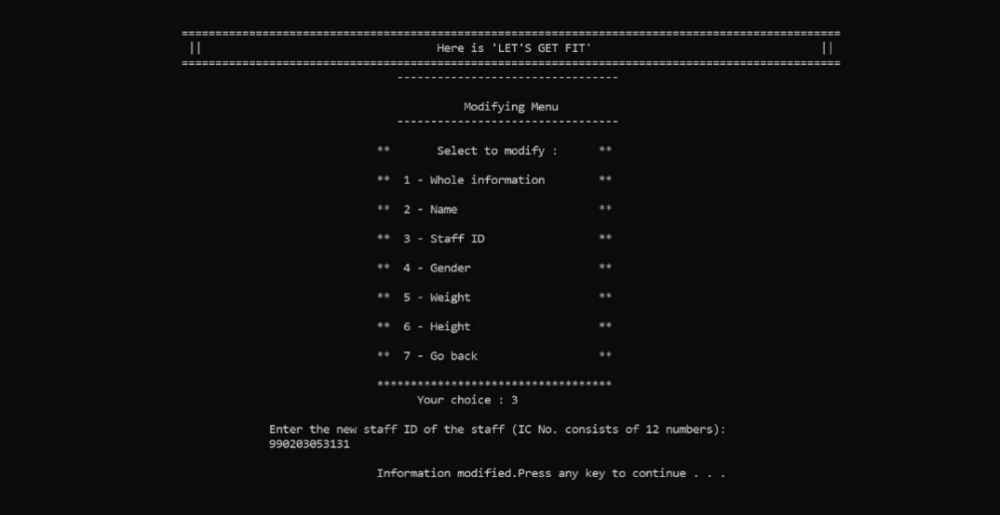 ==================================================================================================
|| Here is 'LET'S GET FIT' ||
==================================================================================================
---------------------------------
Modifying Menu
---------------------------------
** Select to modify : **
** 1 - Whole information **
** 2 - Name **
** 3 - Staff ID **
** 4 - Gender **
** 5 - Weight **
** 6 - Height **
** 7 - Go back **
***********************************
Your choice : 3
Enter the new staff ID of the staff (IC No. consists of 12 numbers):
990203053131
Information modified.Press any key to continue . . .